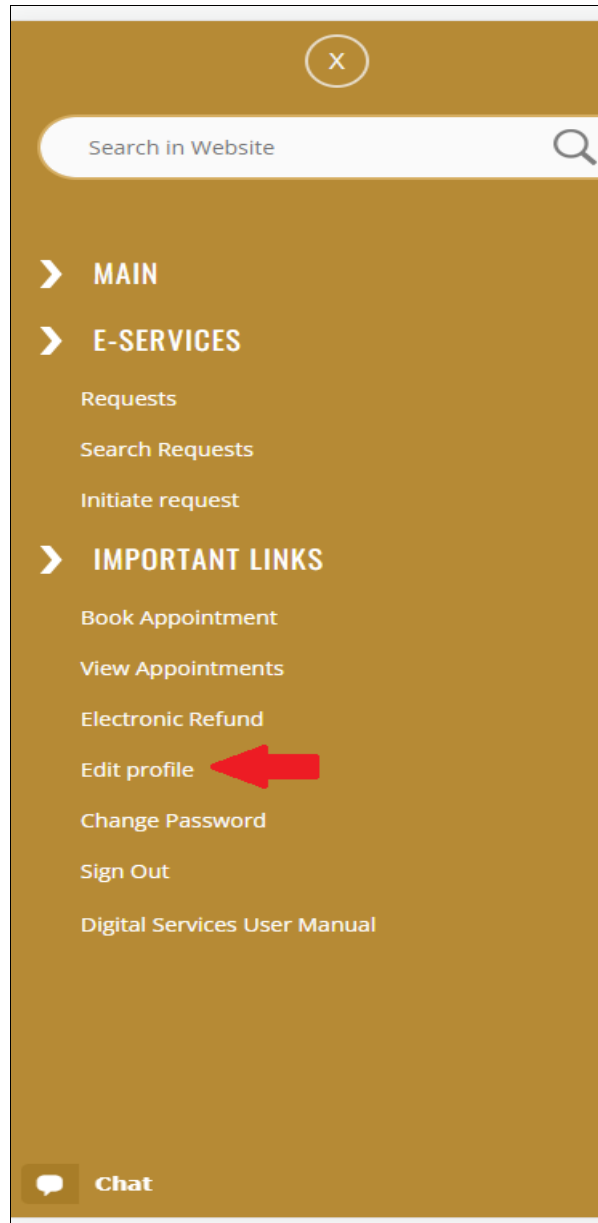 X
Search in Website
MAIN
E-SERVICES
Requests
Search Requests
Initiate request
IMPORTANT LINKS
Book Appointment
View Appointments
Electronic Refund
Edit profile
Change Password
Sign Out
Digital Services User Manual
Chat